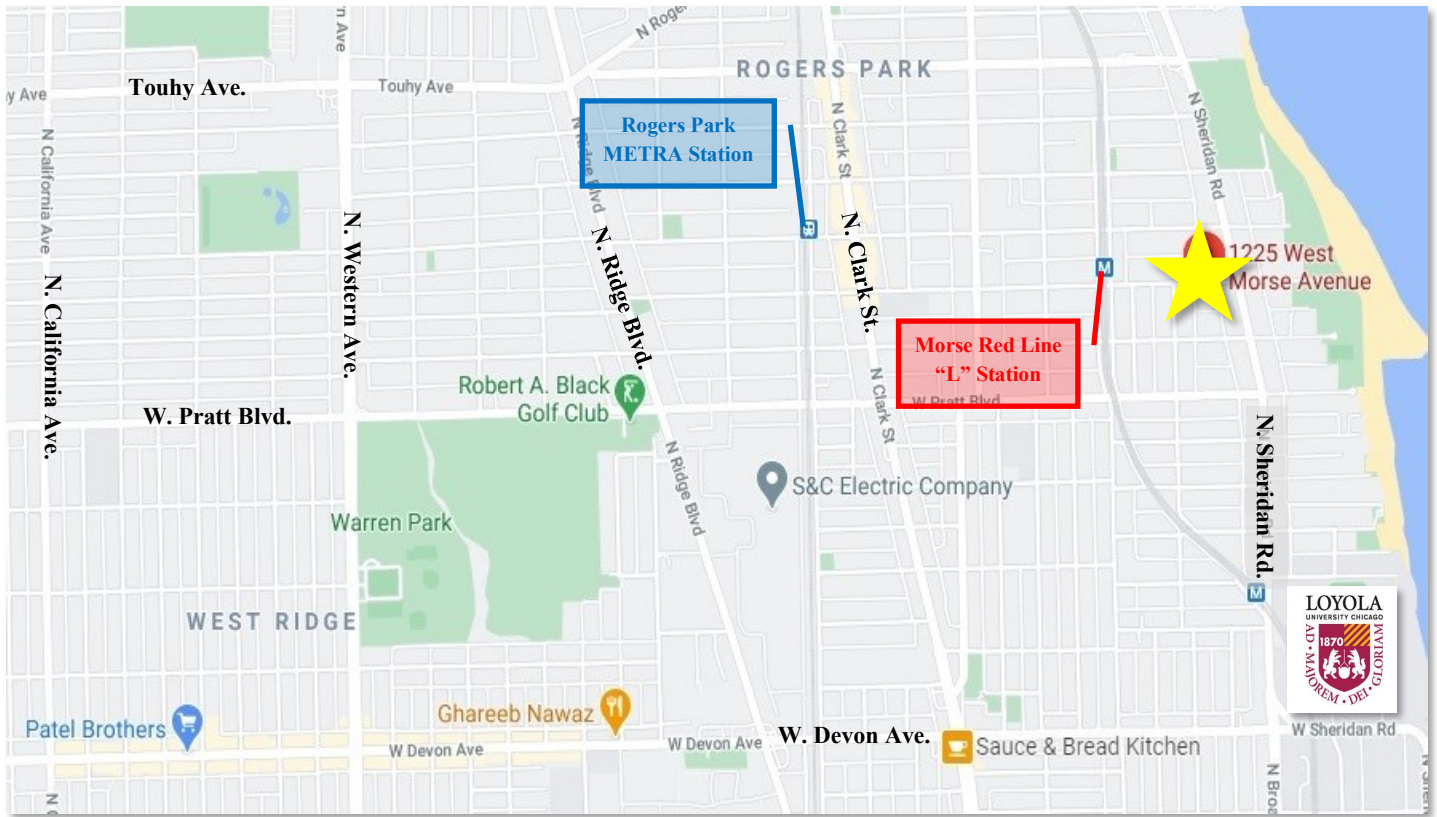 N Roger
n Ave
ROGERS PARK
Touhy Ave.
Touhy Ave
y Ave
Rogers Park
METRA Station
N Clark St
N Sheridan Rd
N Ridge Blvd
N California Ave
N. Western Ave.
N. Ridge Blvd.
N. Clark St.
M
1225 West
Morse Avenue
N. California Ave.
Morse Red Line
“L” Station
Robert A. Black
Golf Club
N Clark St
W Pratt Blvd
W. Pratt Blvd.
N. Sheridan Rd.
N Ridge Blvd
S&C Electric Company
Warren Park
M
WEST RIDGE
LOYOLA
UNIVERSITY CHICAGO
1870
AD • MAJOREM • DEI • GLORIAM
Patel Brothers
Ghareeb Nawaz
W Devon Ave
W Devon Ave
W. Devon Ave.
Sauce & Bread Kitchen
W Sheridan Rd
N Broa
N
N Sher